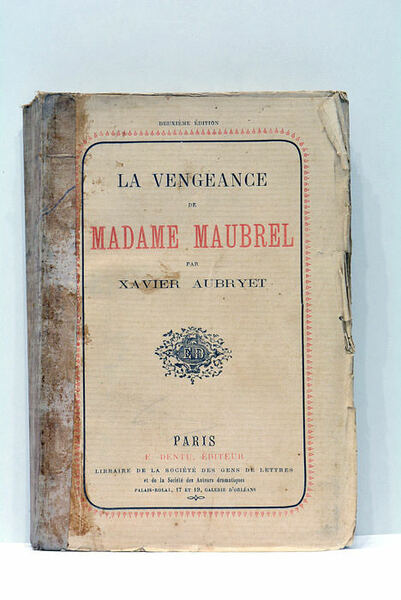 DEUXIÈME ÉDITION
LA VENGEANCE
DE
MADAME MAUBREL
PAR
XAVIER AUBRYET
ED
PARIS
E. DENTU, ÉDITEUR
LIBRAIRE DE LA SOCIÉTÉ DES GENS DE LETTRES
et de la Société des Auteurs dramatiques
PALAIS-ROYAL, 17 ET 19, GALERIE D'ORLÉANS